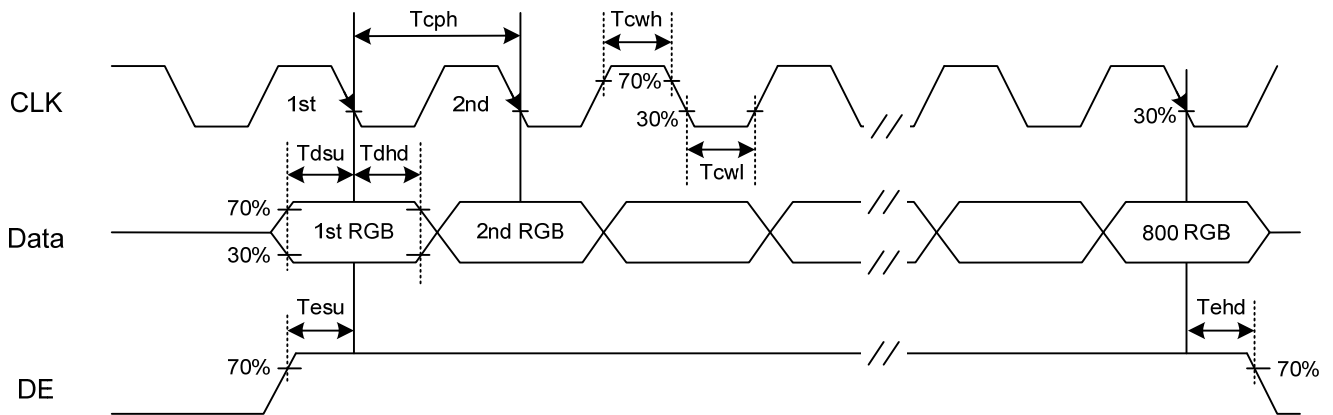 Tcph
Tcwh
CLK
1st
2nd
70%
30%
30%
Tcwl
Tdsu
Tdhd
70%
Data
1st RGB
2nd RGB
800 RGB
30%
Tesu
Tehd
70%
70%
DE